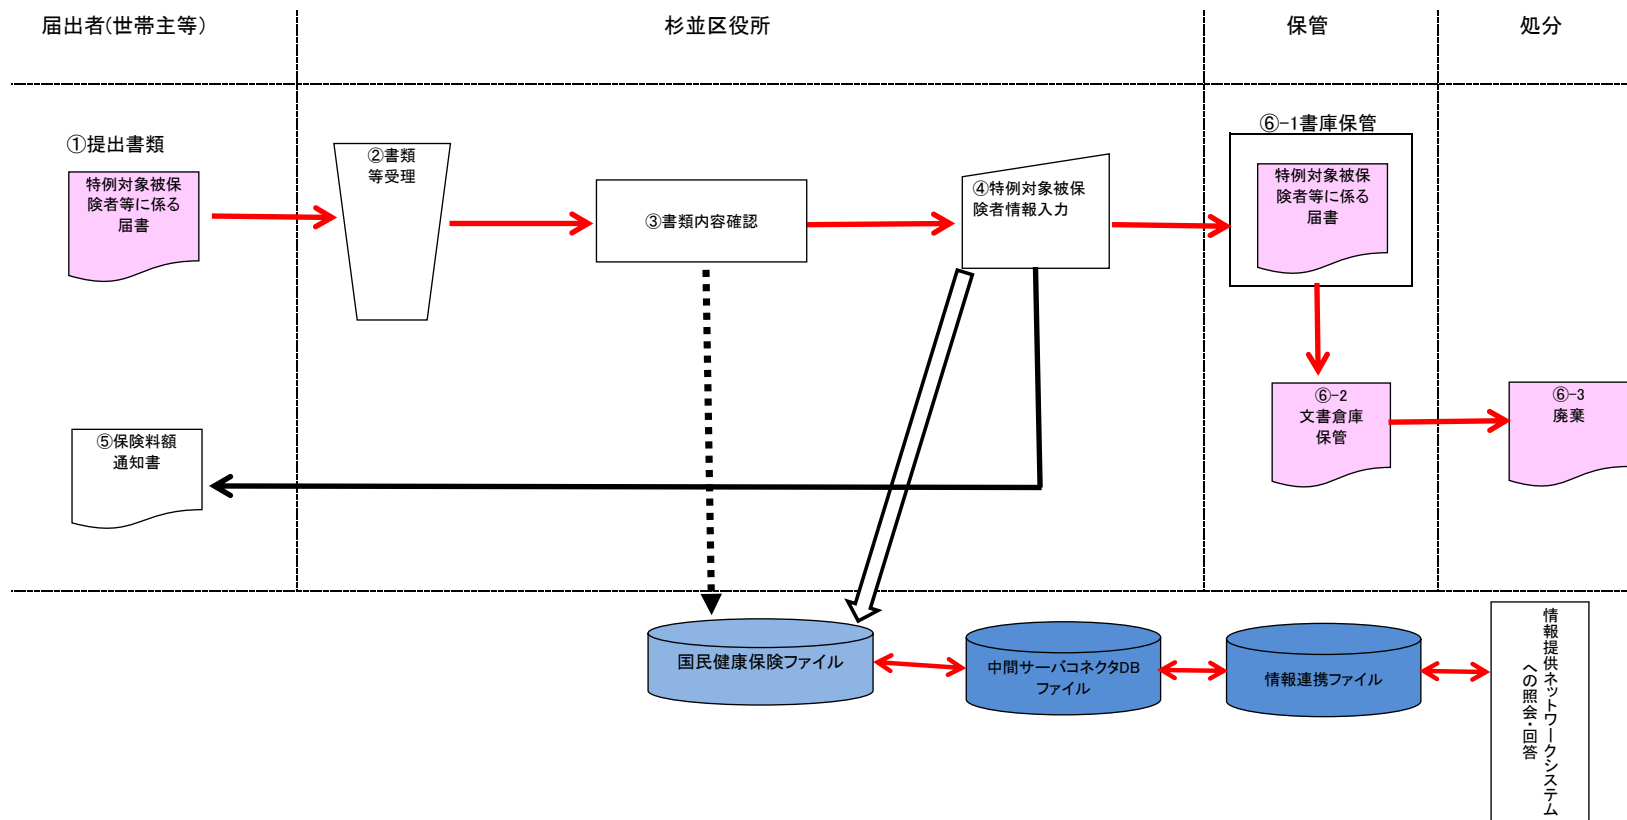 届出者(世帯主等)
杉並区役所
保管
処分
①提出書類
特例対象被保
険者等に係る
届書
②書類
等受理
③書類内容確認
④特例対象被保
険者情報入力
⑥-1書庫保管
特例対象被保
険者等に係る
届書
⑤保険料額
通知書
⑥-2
文書倉庫
保管
⑥-3
廃棄
国民健康保険ファイル
中間サーバコネクタDB
ファイル
情報連携ファイル
情報提供ネットワークシステム
への照会・回答